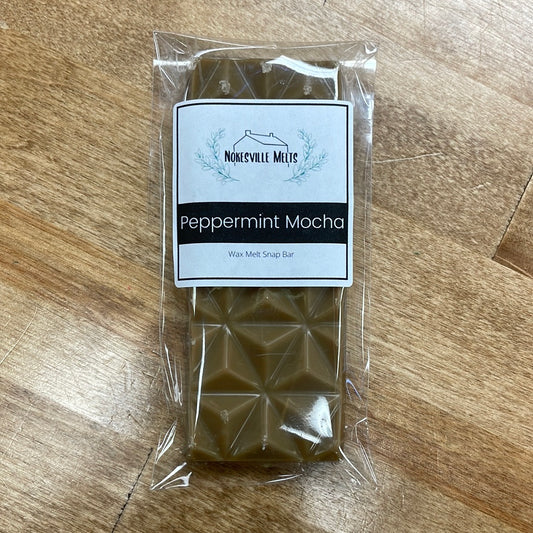 Nokesville Melts
Peppermint Mocha
Wax Melt Snap Bar